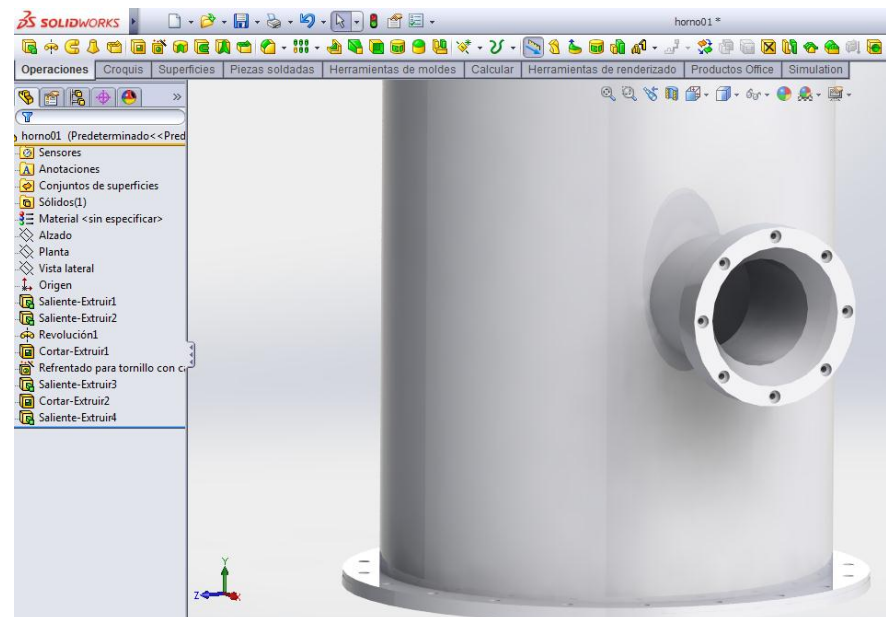 SOLIDWORKS
horno01 *
Operaciones Croquis Superficies Piezas soldadas Herramientas de moldes Calcular Herramientas de renderizado Productos Office Simulation
horno01 (Predeterminado<<Pred
Sensores
Anotaciones
Conjuntos de superficies
Sólidos(1)
Material <sin especificar>
Alzado
Planta
Vista lateral
Origen
Saliente-Extruir1
Saliente-Extruir2
Revolución1
Cortar-Extruir1
Refrentado para tornillo con c
Saliente-Extruir3
Cortar-Extruir2
Saliente-Extruir4
Y
Z